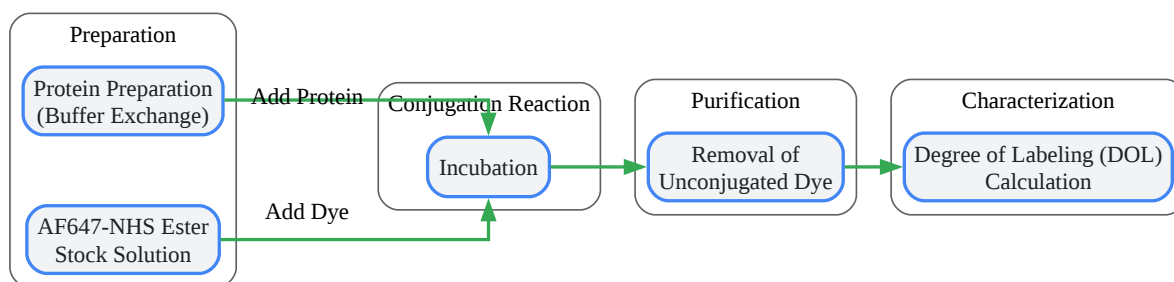 Preparation
Protein Preparation
(Buffer Exchange)
AF647-NHS Ester
Stock Solution
Add Protein
Add Dye
Conjugation Reaction
Incubation
Purification
Removal of
Unconjugated Dye
Characterization
Degree of Labeling (DOL)
Calculation